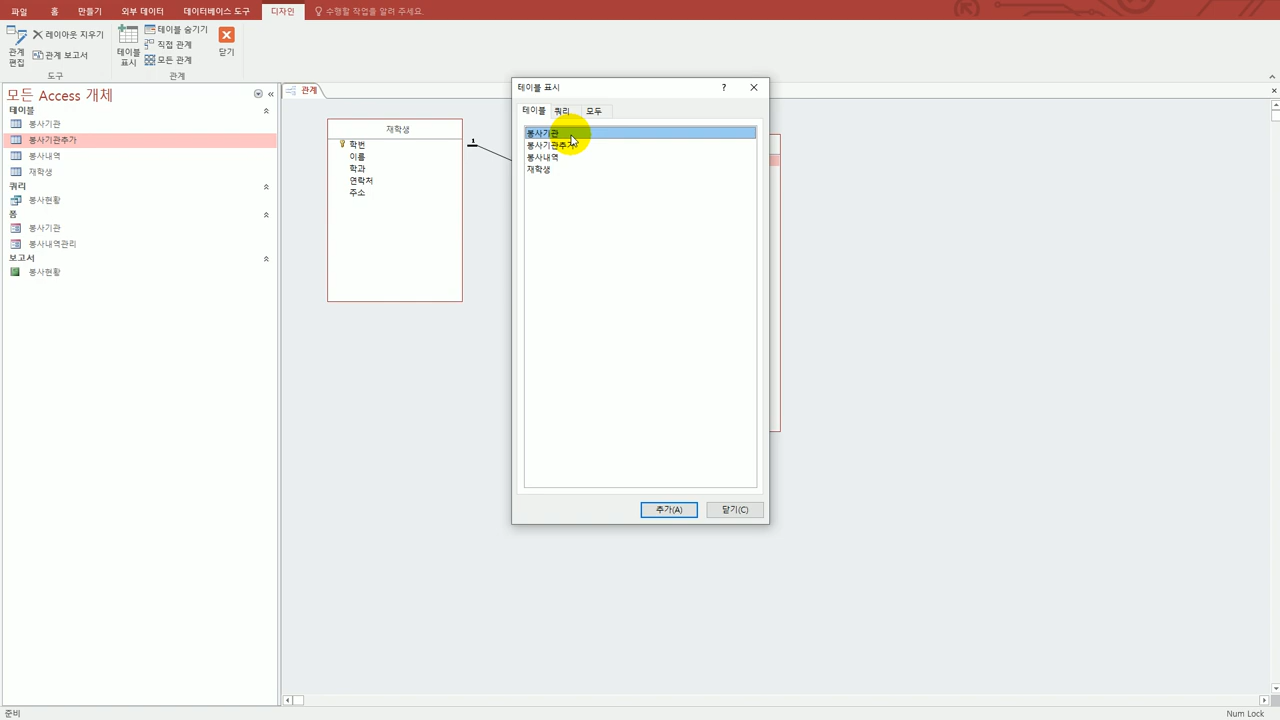 파일 홈 만들기 외부 데이터 데이터베이스 도구 디자인 수행할 작업을 알려 주세요.
관계 편집
레이아웃 지우기
관계 보고서
도구
테이블 표시
테이블 숨기기
직접 관계
모든 관계
관계
닫기
모든 Access 개체
테이블
봉사기관
봉사기관추가
봉사내역
재학생
쿼리
봉사현황
폼
봉사기관
봉사내역관리
보고서
봉사현황
관계
재학생
학번
이름
학과
연락처
주소
1
테이블 표시
?
테이블 쿼리 모두
봉사기관
봉사기관추가
봉사내역
재학생
추가(A) 닫기(C)
준비
Num Lock